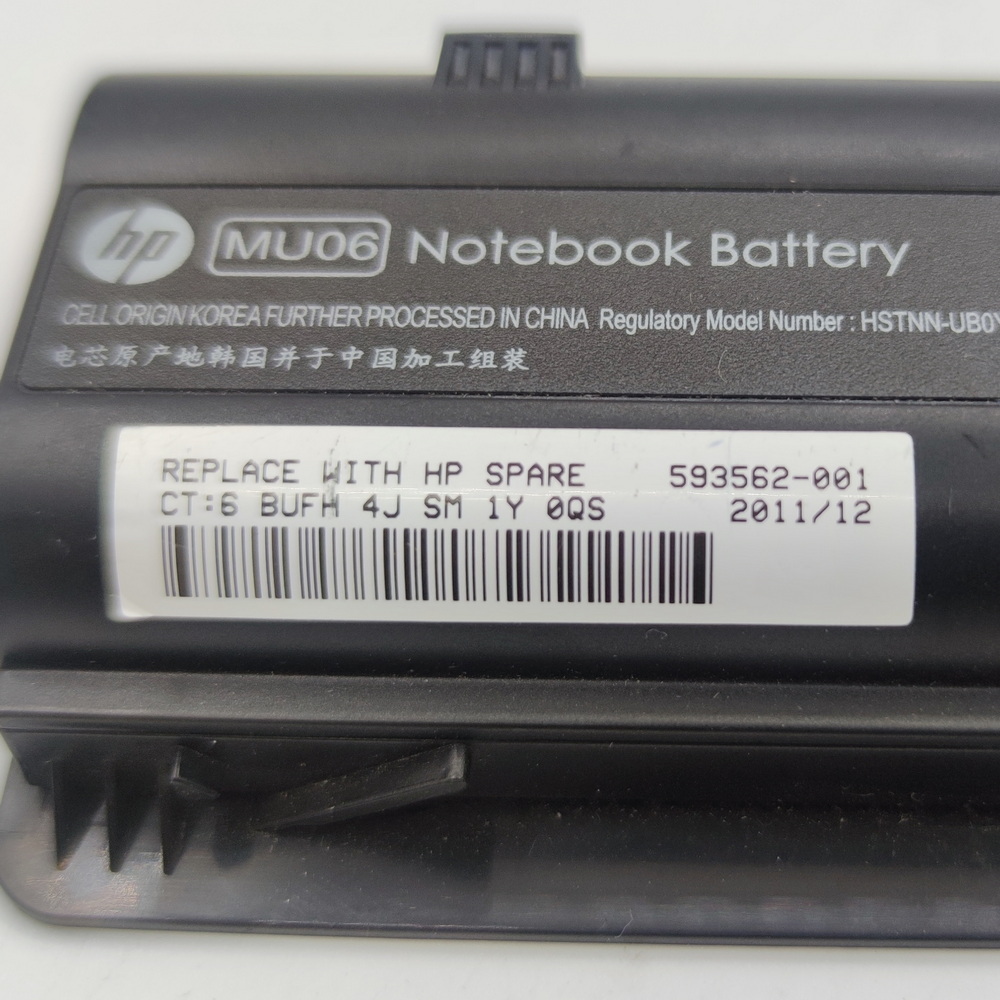 hp MU06 Notebook Battery
CELL ORIGIN KOREA FURTHER PROCESSED IN CHINA Regulatory Model Number : HSTNN-UB0Y
电芯原产地韩国并于中国加工组装
REPLACE WITH HP SPARE 593562-001
CT:6 BUFH 4J SM 1Y 0QS 2011/12